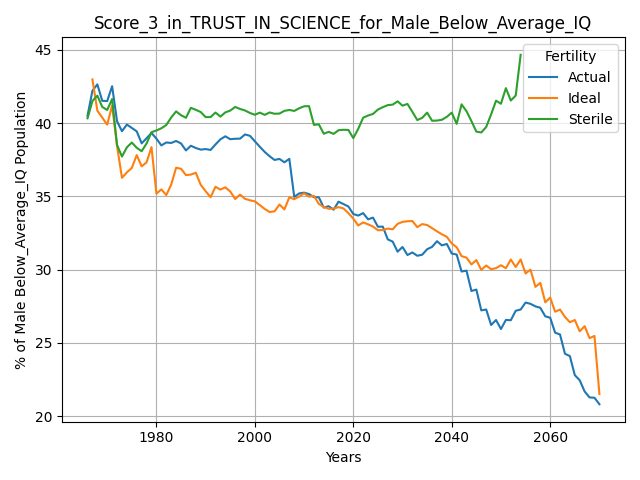 Score_3_in_TRUST_IN_SCIENCE_for_Male_Below_Average_IQ
% of Male Below_Average_IQ Population
45
40
35
30
25
20
Fertility
Actual
Ideal
Sterile
1980
2000
2020
2040
2060
Years